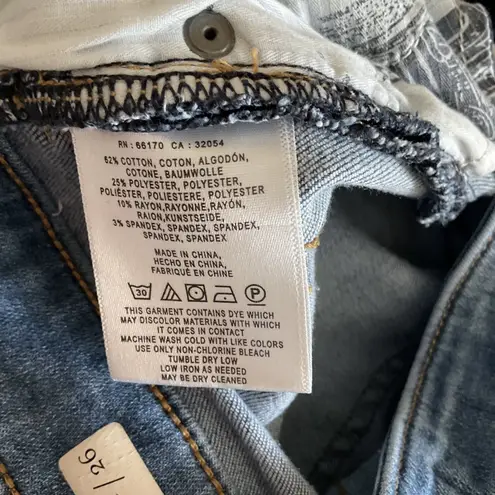 RN : 66170 CA : 32054
62% COTTON, COTON, ALGODÓN,
COTONE, BAUMWOLLE
25% POLYESTER, POLYESTER,
POLIÉSTER, POLIESTERE, POLYESTER
10% RAYON,RAYONNE,RAYÓN,
RAION,KUNSTSEIDE,
3% SPANDEX, SPANDEX, SPANDEX,
SPANDEX, SPANDEX
MADE IN CHINA,
HECHO EN CHINA,
FABRIQUÉ EN CHINE
30 P
THIS GARMENT CONTAINS DYE WHICH
MAY DISCOLOR MATERIALS WITH WHICH
IT COMES IN CONTACT
MACHINE WASH COLD WITH LIKE COLORS
USE ONLY NON-CHLORINE BLEACH
TUMBLE DRY LOW
LOW IRON AS NEEDED
MAY BE DRY CLEANED
26